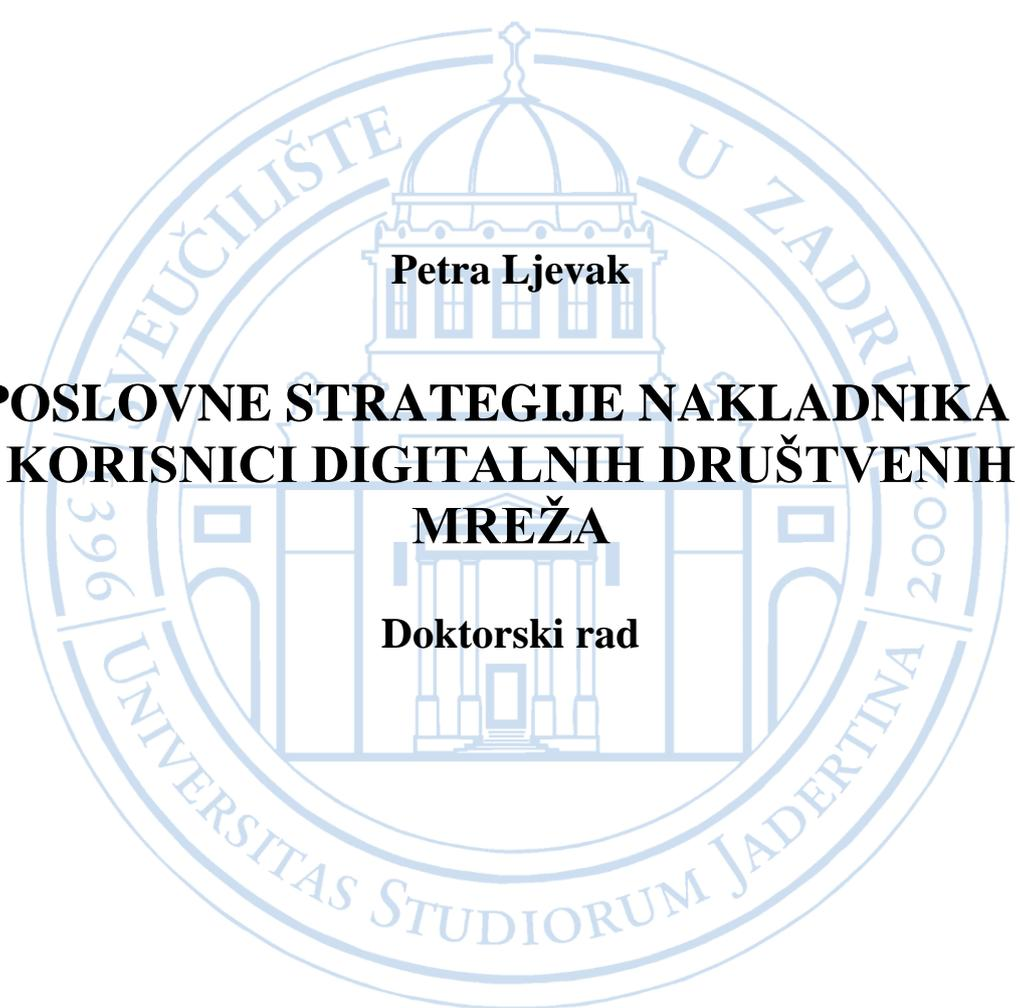 Petra Ljevak
POSLOVNE STRATEGIJE NAKLADNIKA
KORISNICI DIGITALNIH DRUŠTVENIH
MREŽA
Doktorski rad
SVEUČILIŠTE U ZADRU
1396
2002
UNIVERSITAS STUDIORUM JADERTINA